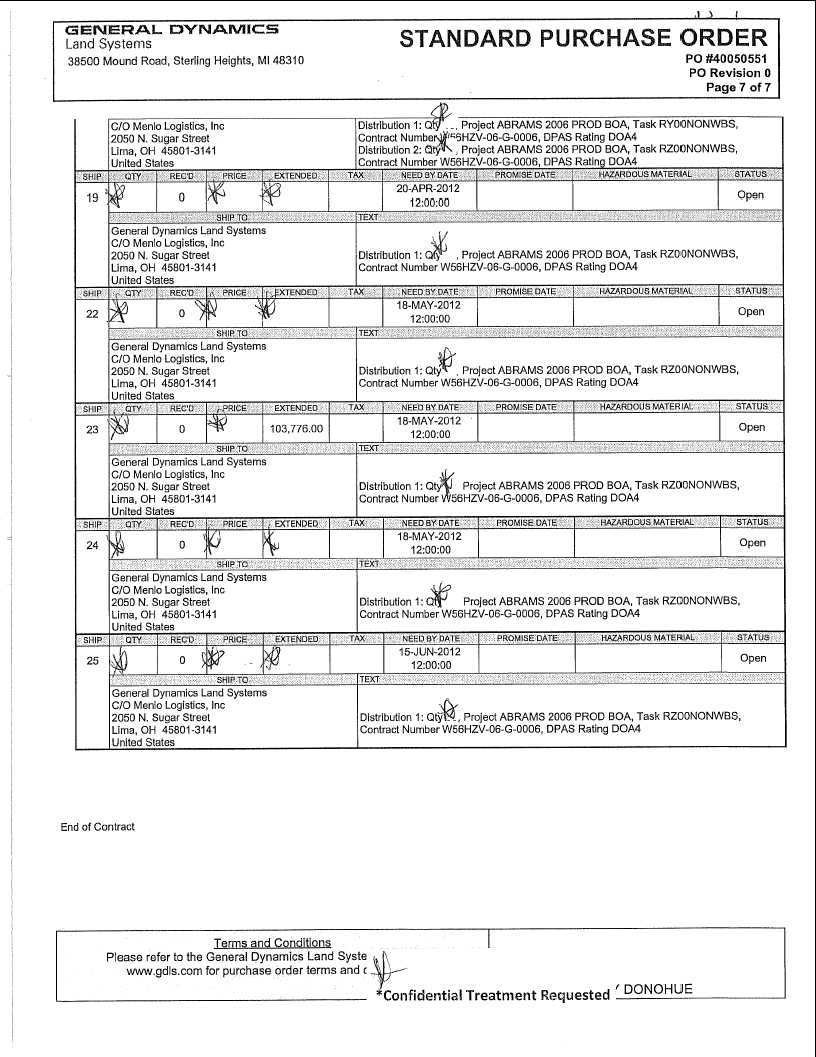 GENERAL DYNAMICS
Land Systems
38500 Mound Road, Sterling Heights, MI 48310
STANDARD PURCHASE ORDER
PO #40050551
PO Revision 0
Page 7 of 7
C/O Menlo Logistics, Inc
2050 N. Sugar Street
Lima, OH 45801-3141
United States
Distribution 1: Qty , Project ABRAMS 2006 PROD BOA, Task RY00NONWBS,
Contract Number W56HZV-06-G-0006, DPAS Rating DOA4
Distribution 2: Qty , Project ABRAMS 2006 PROD BOA, Task RZ00NONWBS,
Contract Number W56HZV-06-G-0006, DPAS Rating DOA4
SHIP QTY REC'D PRICE EXTENDED TAX NEED BY DATE PROMISE DATE HAZARDOUS MATERIAL STATUS
19 0 20-APR-2012 12:00:00 Open
SHIP TO TEXT
General Dynamics Land Systems
C/O Menlo Logistics, Inc
2050 N. Sugar Street
Lima, OH 45801-3141
United States
Distribution 1: Qty , Project ABRAMS 2006 PROD BOA, Task RZ00NONWBS,
Contract Number W56HZV-06-G-0006, DPAS Rating DOA4
SHIP QTY REC'D PRICE EXTENDED TAX NEED BY DATE PROMISE DATE HAZARDOUS MATERIAL STATUS
22 0 18-MAY-2012 12:00:00 Open
SHIP TO TEXT
General Dynamics Land Systems
C/O Menlo Logistics, Inc
2050 N. Sugar Street
Lima, OH 45801-3141
United States
Distribution 1: Qty , Project ABRAMS 2006 PROD BOA, Task RZ00NONWBS,
Contract Number W56HZV-06-G-0006, DPAS Rating DOA4
SHIP QTY REC'D PRICE EXTENDED TAX NEED BY DATE PROMISE DATE HAZARDOUS MATERIAL STATUS
23 0 103,776.00 18-MAY-2012 12:00:00 Open
SHIP TO TEXT
General Dynamics Land Systems
C/O Menlo Logistics, Inc
2050 N. Sugar Street
Lima, OH 45801-3141
United States
Distribution 1: Qty Project ABRAMS 2006 PROD BOA, Task RZ00NONWBS,
Contract Number W56HZV-06-G-0006, DPAS Rating DOA4
SHIP QTY REC'D PRICE EXTENDED TAX NEED BY DATE PROMISE DATE HAZARDOUS MATERIAL STATUS
24 0 18-MAY-2012 12:00:00 Open
SHIP TO TEXT
General Dynamics Land Systems
C/O Menlo Logistics, Inc
2050 N. Sugar Street
Lima, OH 45801-3141
United States
Distribution 1: Qty Project ABRAMS 2006 PROD BOA, Task RZ00NONWBS,
Contract Number W56HZV-06-G-0006, DPAS Rating DOA4
SHIP QTY REC'D PRICE EXTENDED TAX NEED BY DATE PROMISE DATE HAZARDOUS MATERIAL STATUS
25 0 15-JUN-2012 12:00:00 Open
SHIP TO TEXT
General Dynamics Land Systems
C/O Menlo Logistics, Inc
2050 N. Sugar Street
Lima, OH 45801-3141
United States
Distribution 1: Qty , Project ABRAMS 2006 PROD BOA, Task RZ00NONWBS,
Contract Number W56HZV-06-G-0006, DPAS Rating DOA4
End of Contract
Terms and Conditions
Please refer to the General Dynamics Land Syste
www.gdls.com for purchase order terms and
*Confidential Treatment Requested DONOHUE